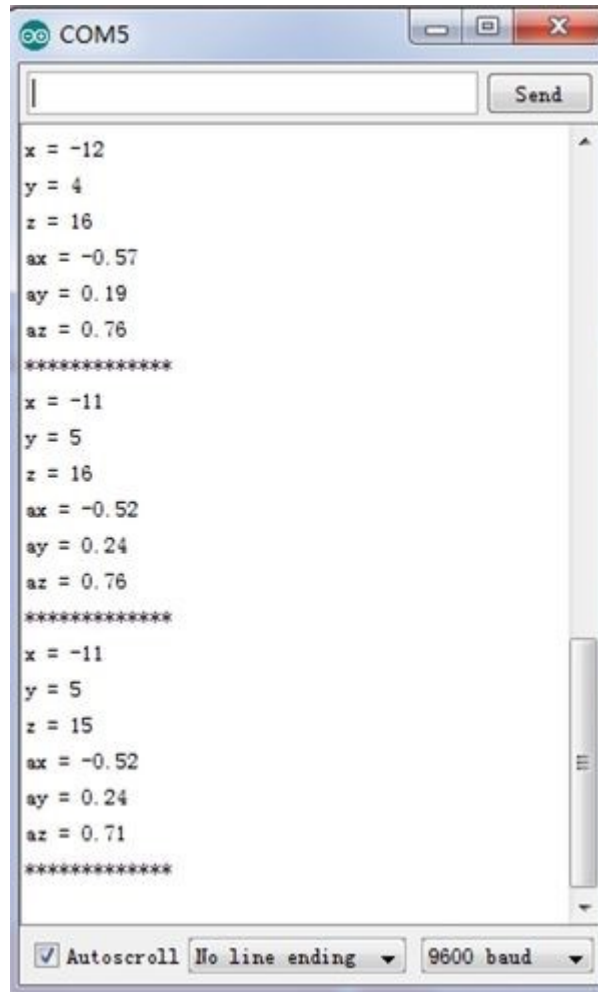 COM5
Send
x = -12
y = 4
z = 16
ax = -0.57
ay = 0.19
az = 0.76
*************
x = -11
y = 5
z = 16
ax = -0.52
ay = 0.24
az = 0.76
*************
x = -11
y = 5
z = 15
ax = -0.52
ay = 0.24
az = 0.71
*************
Autoscroll No line ending 9600 baud